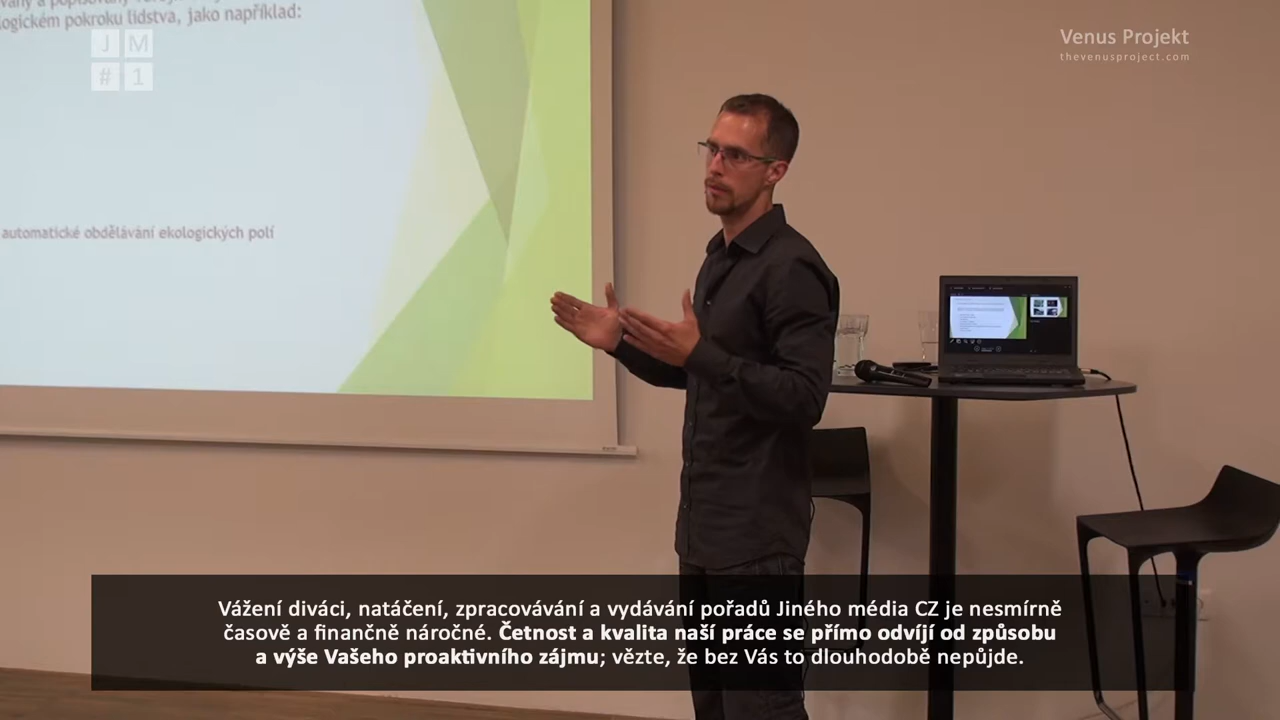 logickém pokroku lidstva, jako například:
JM
#1
Venus Projekt
thevenusproject.com
automatické obdělávání ekologických polí
Vážení diváci, natáčení, zpracovávání a vydávání pořadů Jiného média CZ je nesmírně
časově a finančně náročné. Četnost a kvalita naší práce se přímo odvíjí od způsobu
a výše Vašeho proaktivního zájmu; vězte, že bez Vás to dlouhodobě nepůjde.